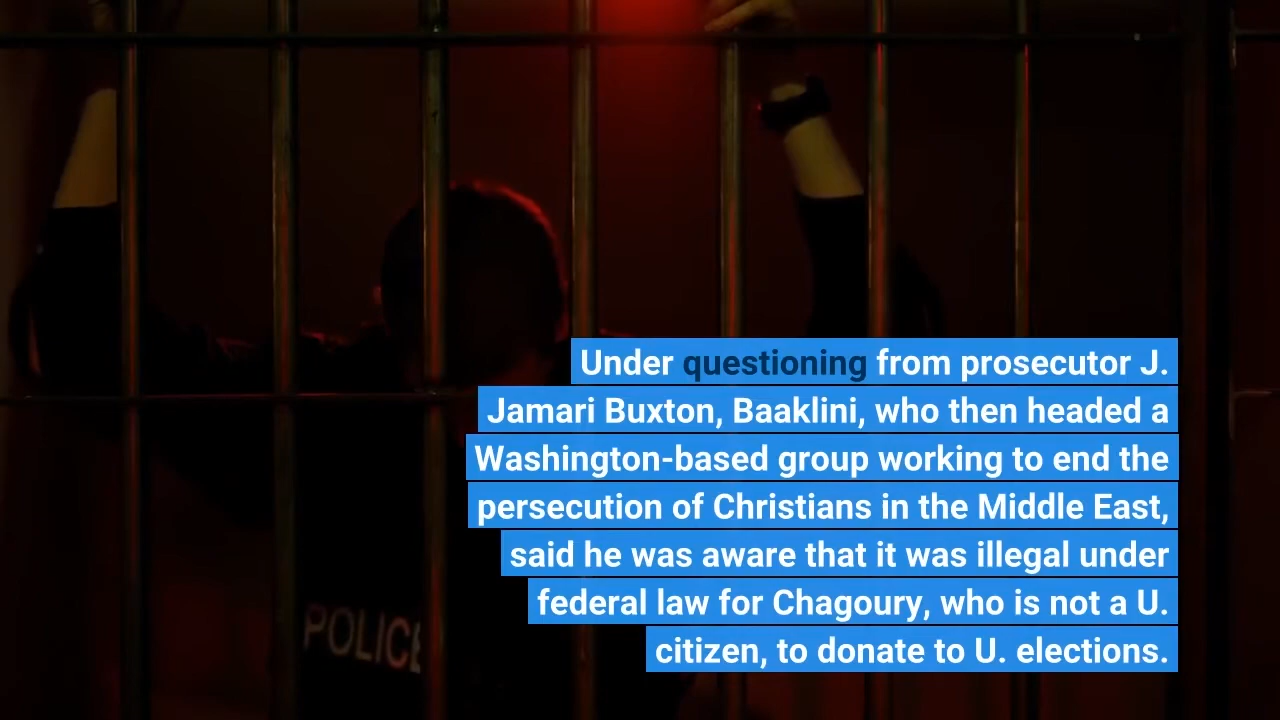 Under questioning from prosecutor J.
Jamari Buxton, Baaklini, who then headed a
Washington-based group working to end the
persecution of Christians in the Middle East,
said he was aware that it was illegal under
federal law for Chagoury, who is not a U.
citizen, to donate to U. elections.
POLICE